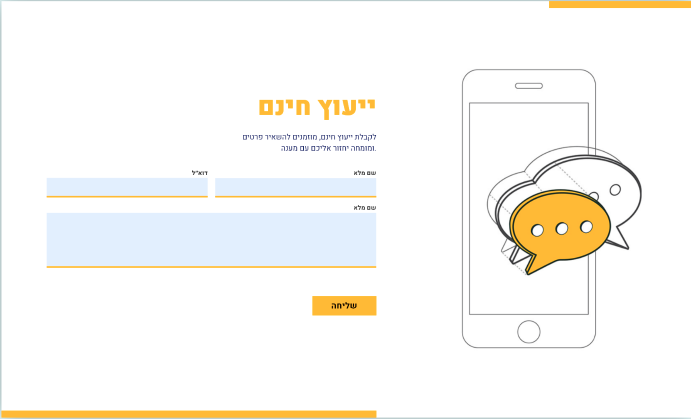 ייעוץ חינם
לקבלת ייעוץ חינם, מוזמנים להשאיר פרטים
ומומחה יחזור אליכם עם מענה.
שם מלא
דוא"ל
שם מלא
שליחה